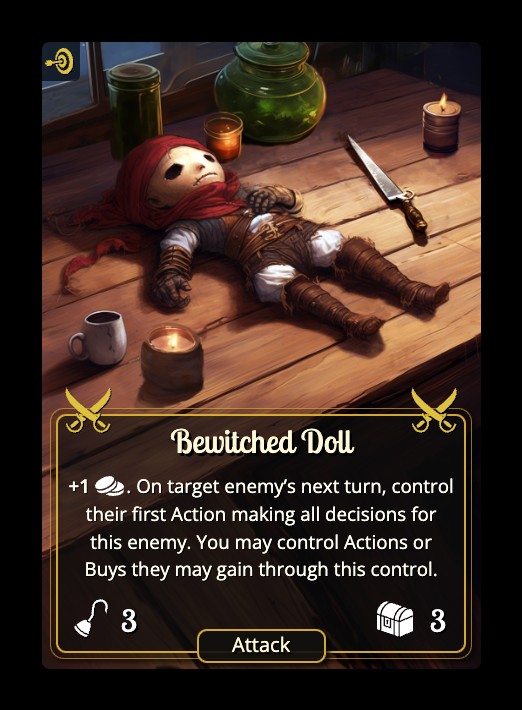 Bewitched Doll
+1 . On target enemy's next turn, control
their first Action making all decisions for
this enemy. You may control Actions or
Buys they may gain through this control.
3 3
Attack